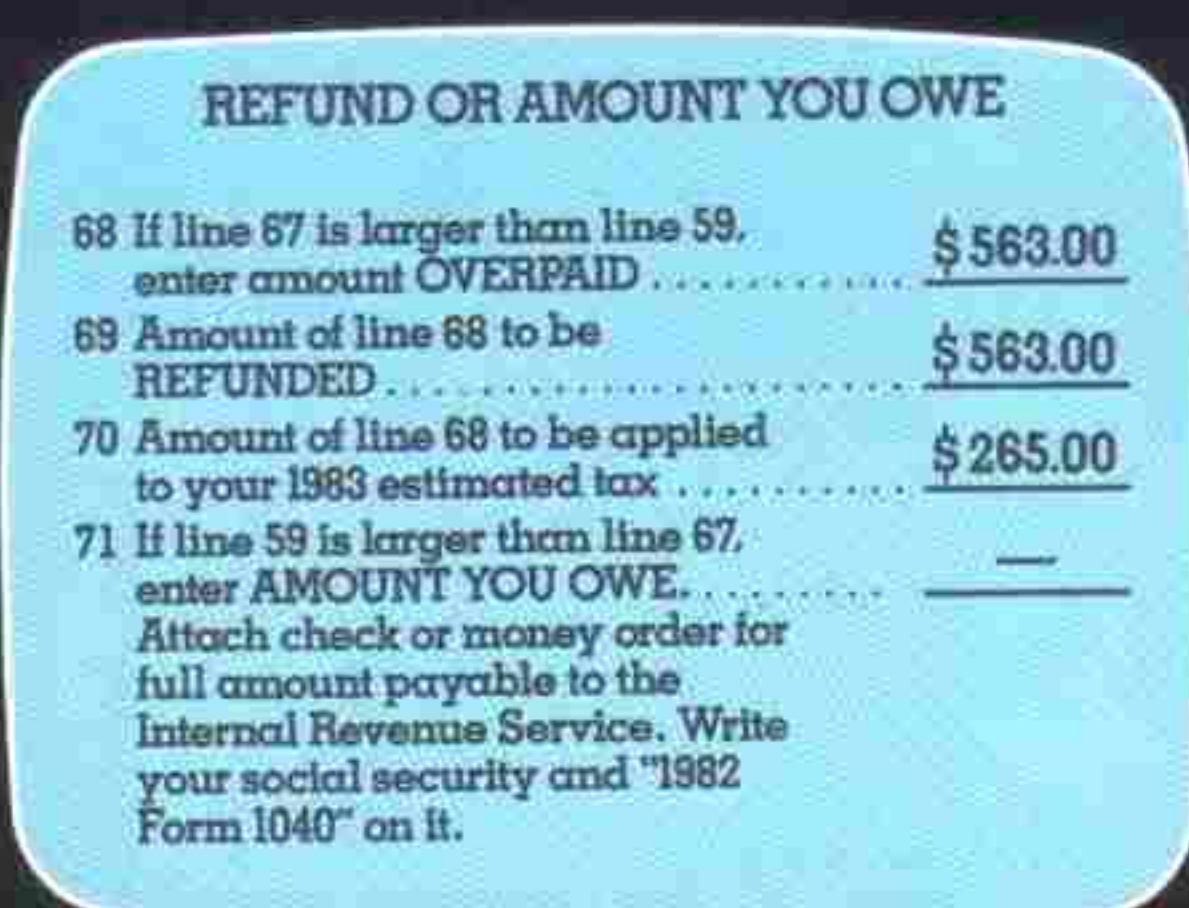 REFUND OR AMOUNT YOU OWE
68 If line 67 is larger than line 59,
enter amount OVERPAID ........... $563.00
69 Amount of line 68 to be
REFUNDED ....................... $563.00
70 Amount of line 68 to be applied
to your 1983 estimated tax .......... $265.00
71 If line 59 is larger than line 67,
enter AMOUNT YOU OWE.......... —
Attach check or money order for
full amount payable to the
Internal Revenue Service. Write
your social security and "1982
Form 1040" on it.